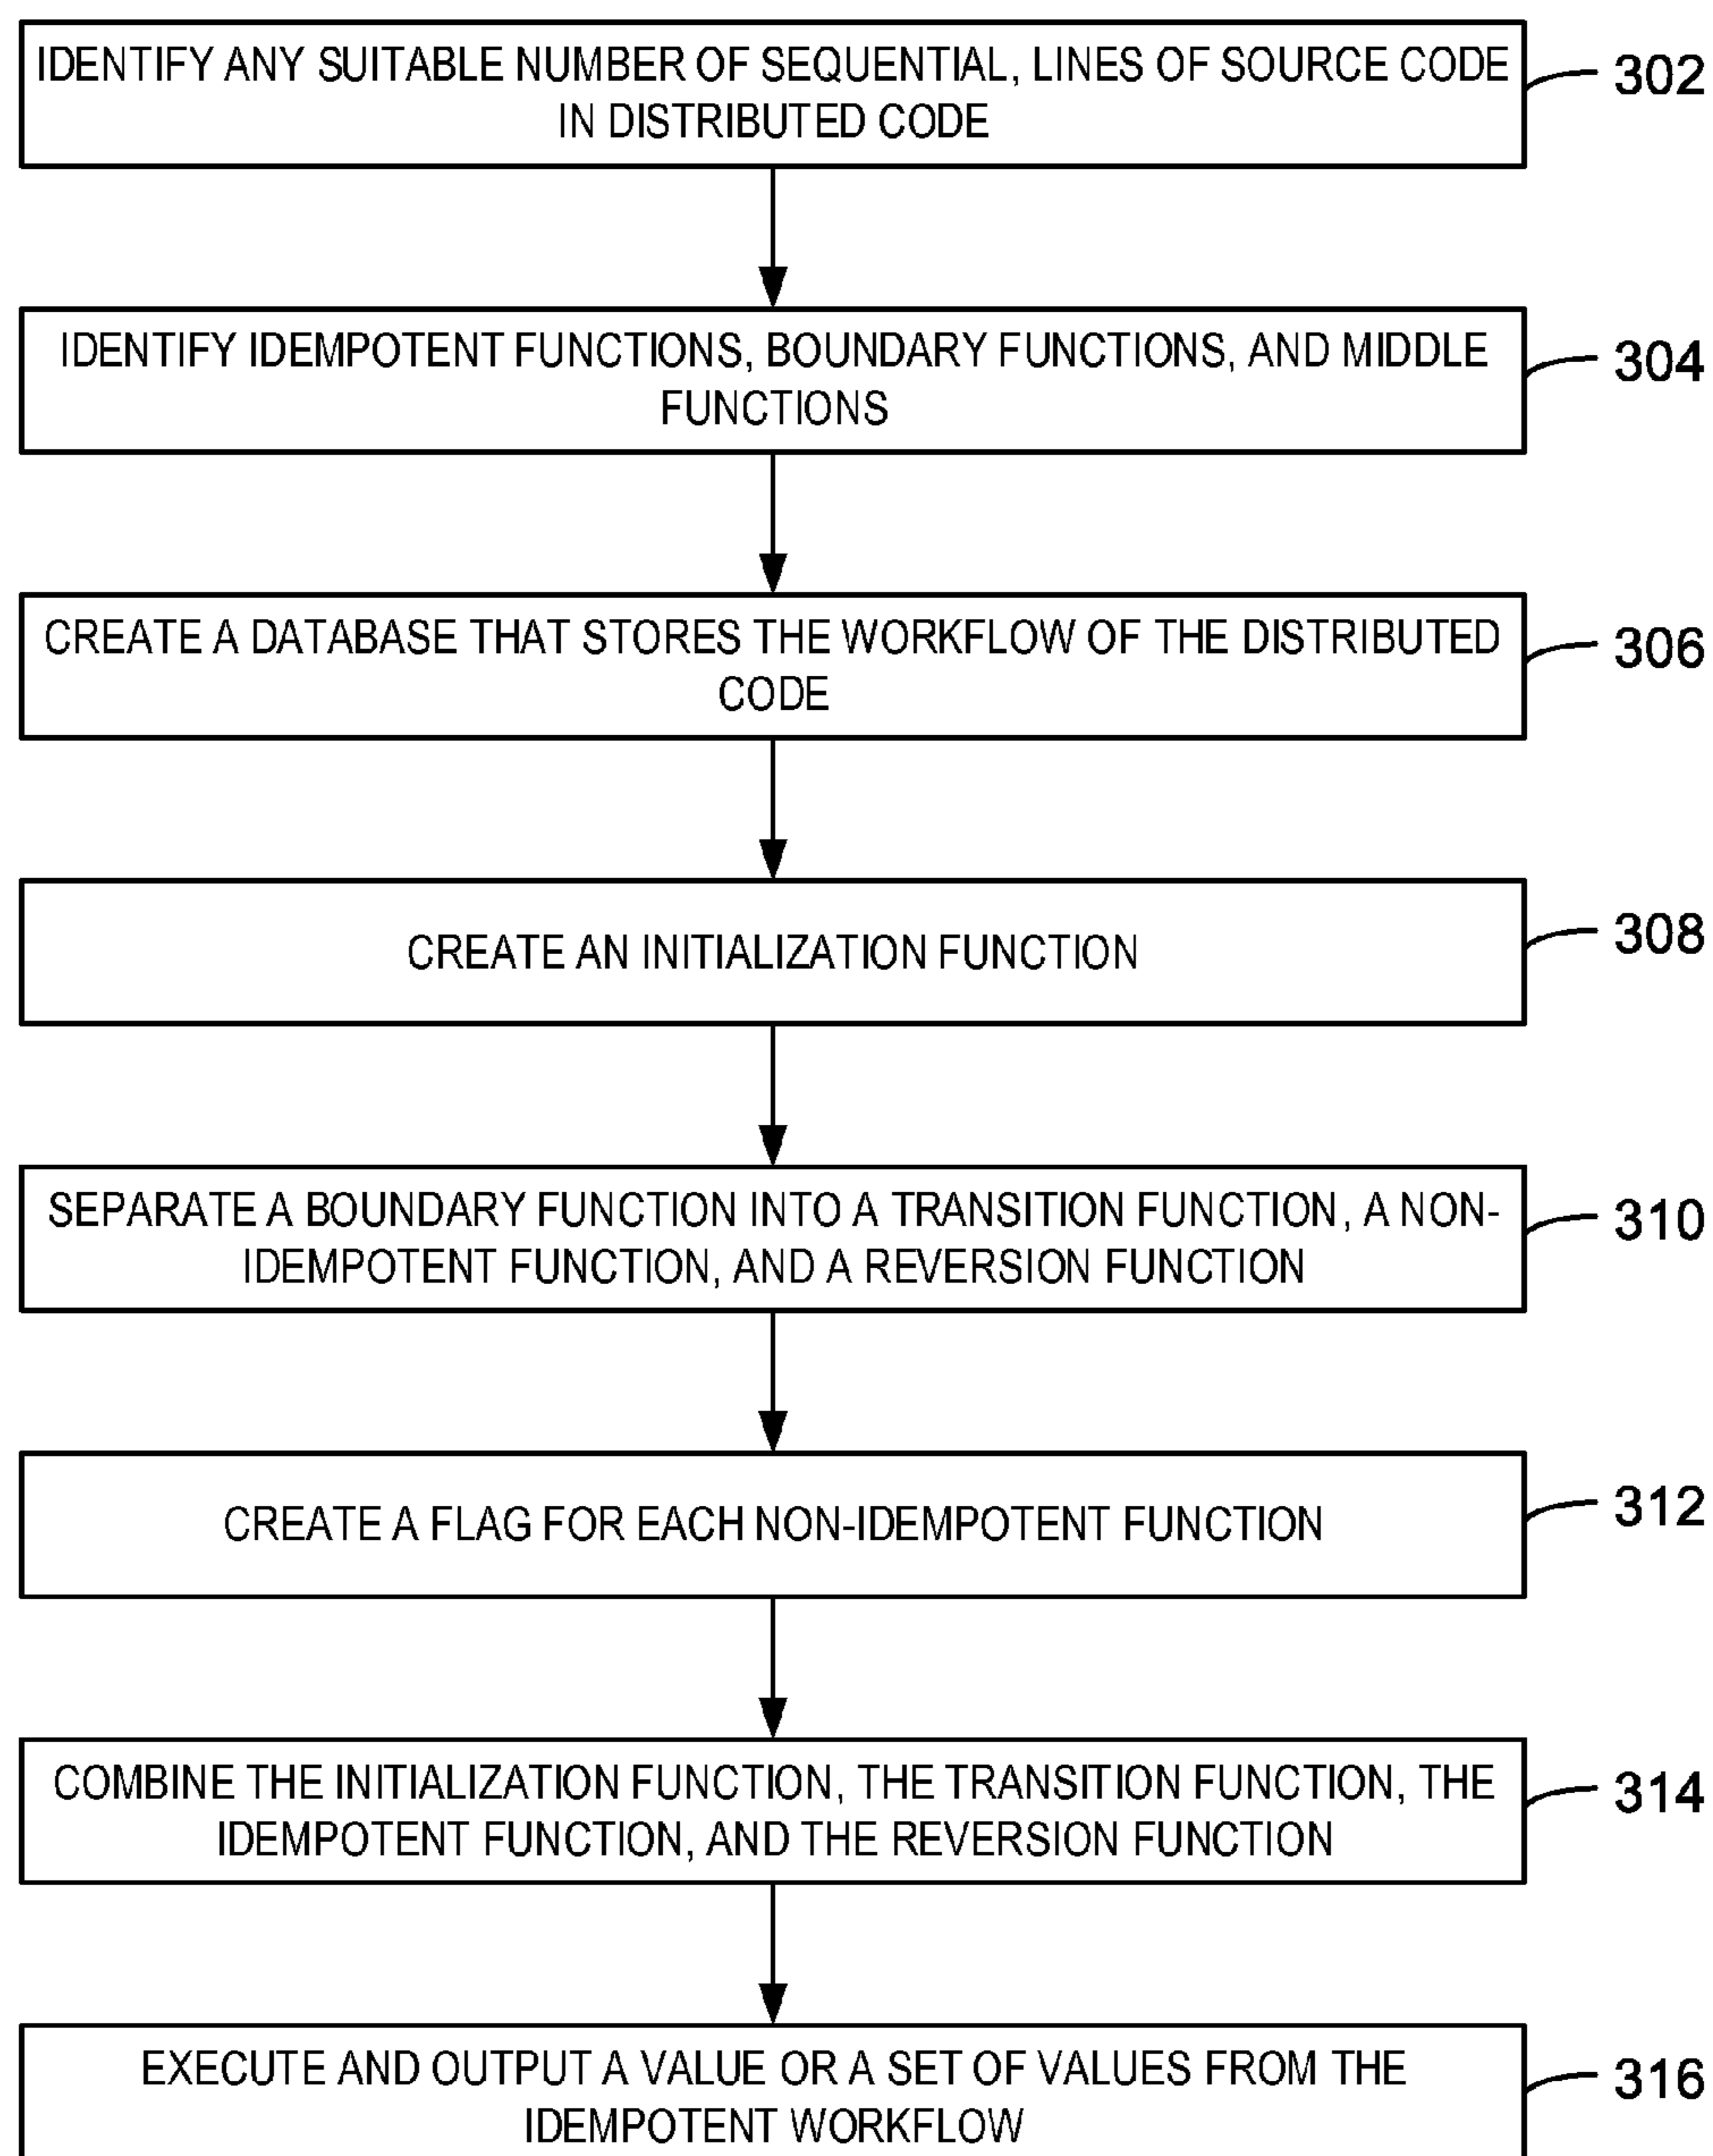 IDENTIFY ANY SUITABLE NUMBER OF SEQUENTIAL, LINES OF SOURCE CODE
IN DISTRIBUTED CODE
302
IDENTIFY IDEMPOTENT FUNCTIONS, BOUNDARY FUNCTIONS, AND MIDDLE
FUNCTIONS
304
CREATE A DATABASE THAT STORES THE WORKFLOW OF THE DISTRIBUTED
CODE
306
CREATE AN INITIALIZATION FUNCTION
308
SEPARATE A BOUNDARY FUNCTION INTO A TRANSITION FUNCTION, A NON-
IDEMPOTENT FUNCTION, AND A REVERSION FUNCTION
310
CREATE A FLAG FOR EACH NON-IDEMPOTENT FUNCTION
312
COMBINE THE INITIALIZATION FUNCTION, THE TRANSITION FUNCTION, THE
IDEMPOTENT FUNCTION, AND THE REVERSION FUNCTION
314
EXECUTE AND OUTPUT A VALUE OR A SET OF VALUES FROM THE
IDEMPOTENT WORKFLOW
316